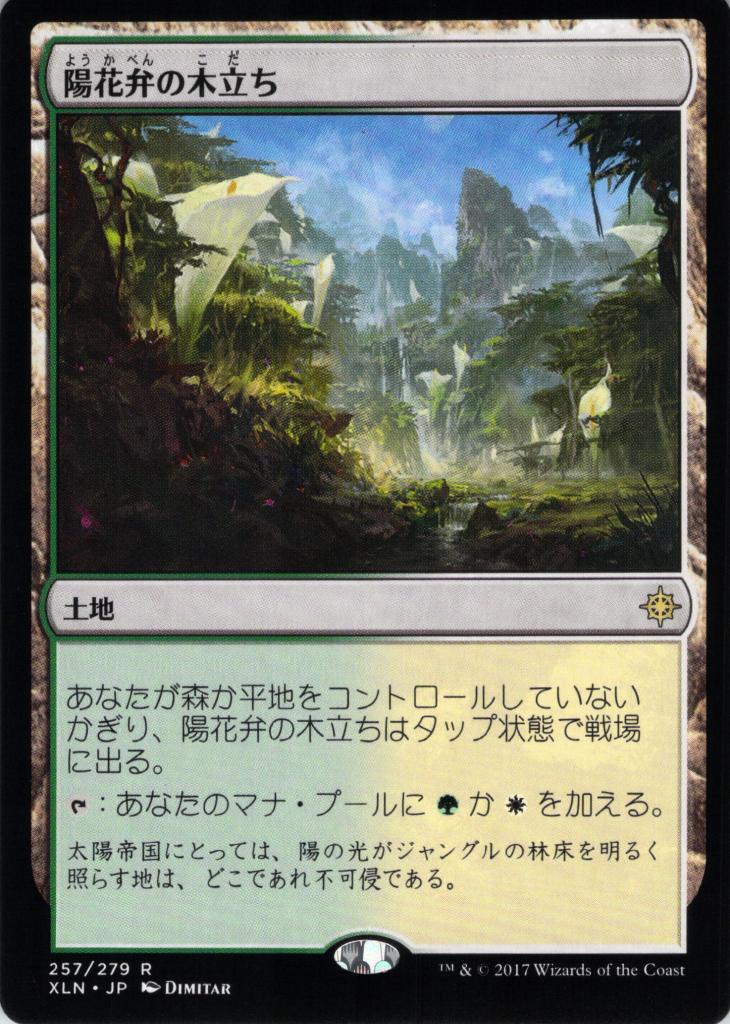 ようかべん こだ
陽花弁の木立ち
土地
あなたが森か平地をコントロールしていない
かぎり、陽花弁の木立ちはタップ状態で戦場
に出る。
：あなたのマナ・プールに か を加える。
太陽帝国にとっては、陽の光がジャングルの林床を明るく
照らす地は、どこであれ不可侵である。
257/279 R
XLN • JP DIMITAR
™ & © 2017 Wizards of the Coast